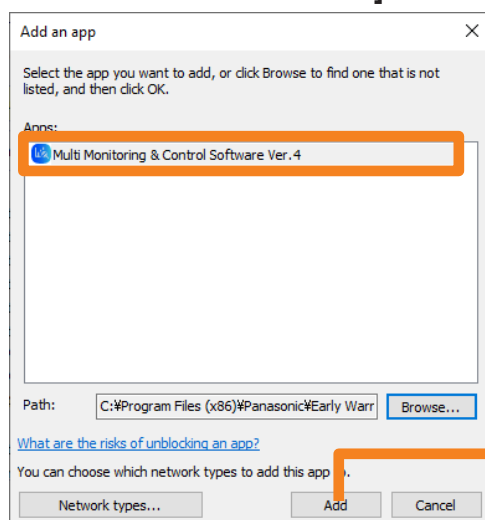 Add an app
Select the app you want to add, or click Browse to find one that is not
listed, and then click OK.
Apps:
Multi Monitoring & Control Software Ver.4
Path:
C:¥Program Files (x86)¥Panasonic¥Early Warr
Browse...
What are the risks of unblocking an app?
You can choose which network types to add this app to.
Network types...
Add
Cancel